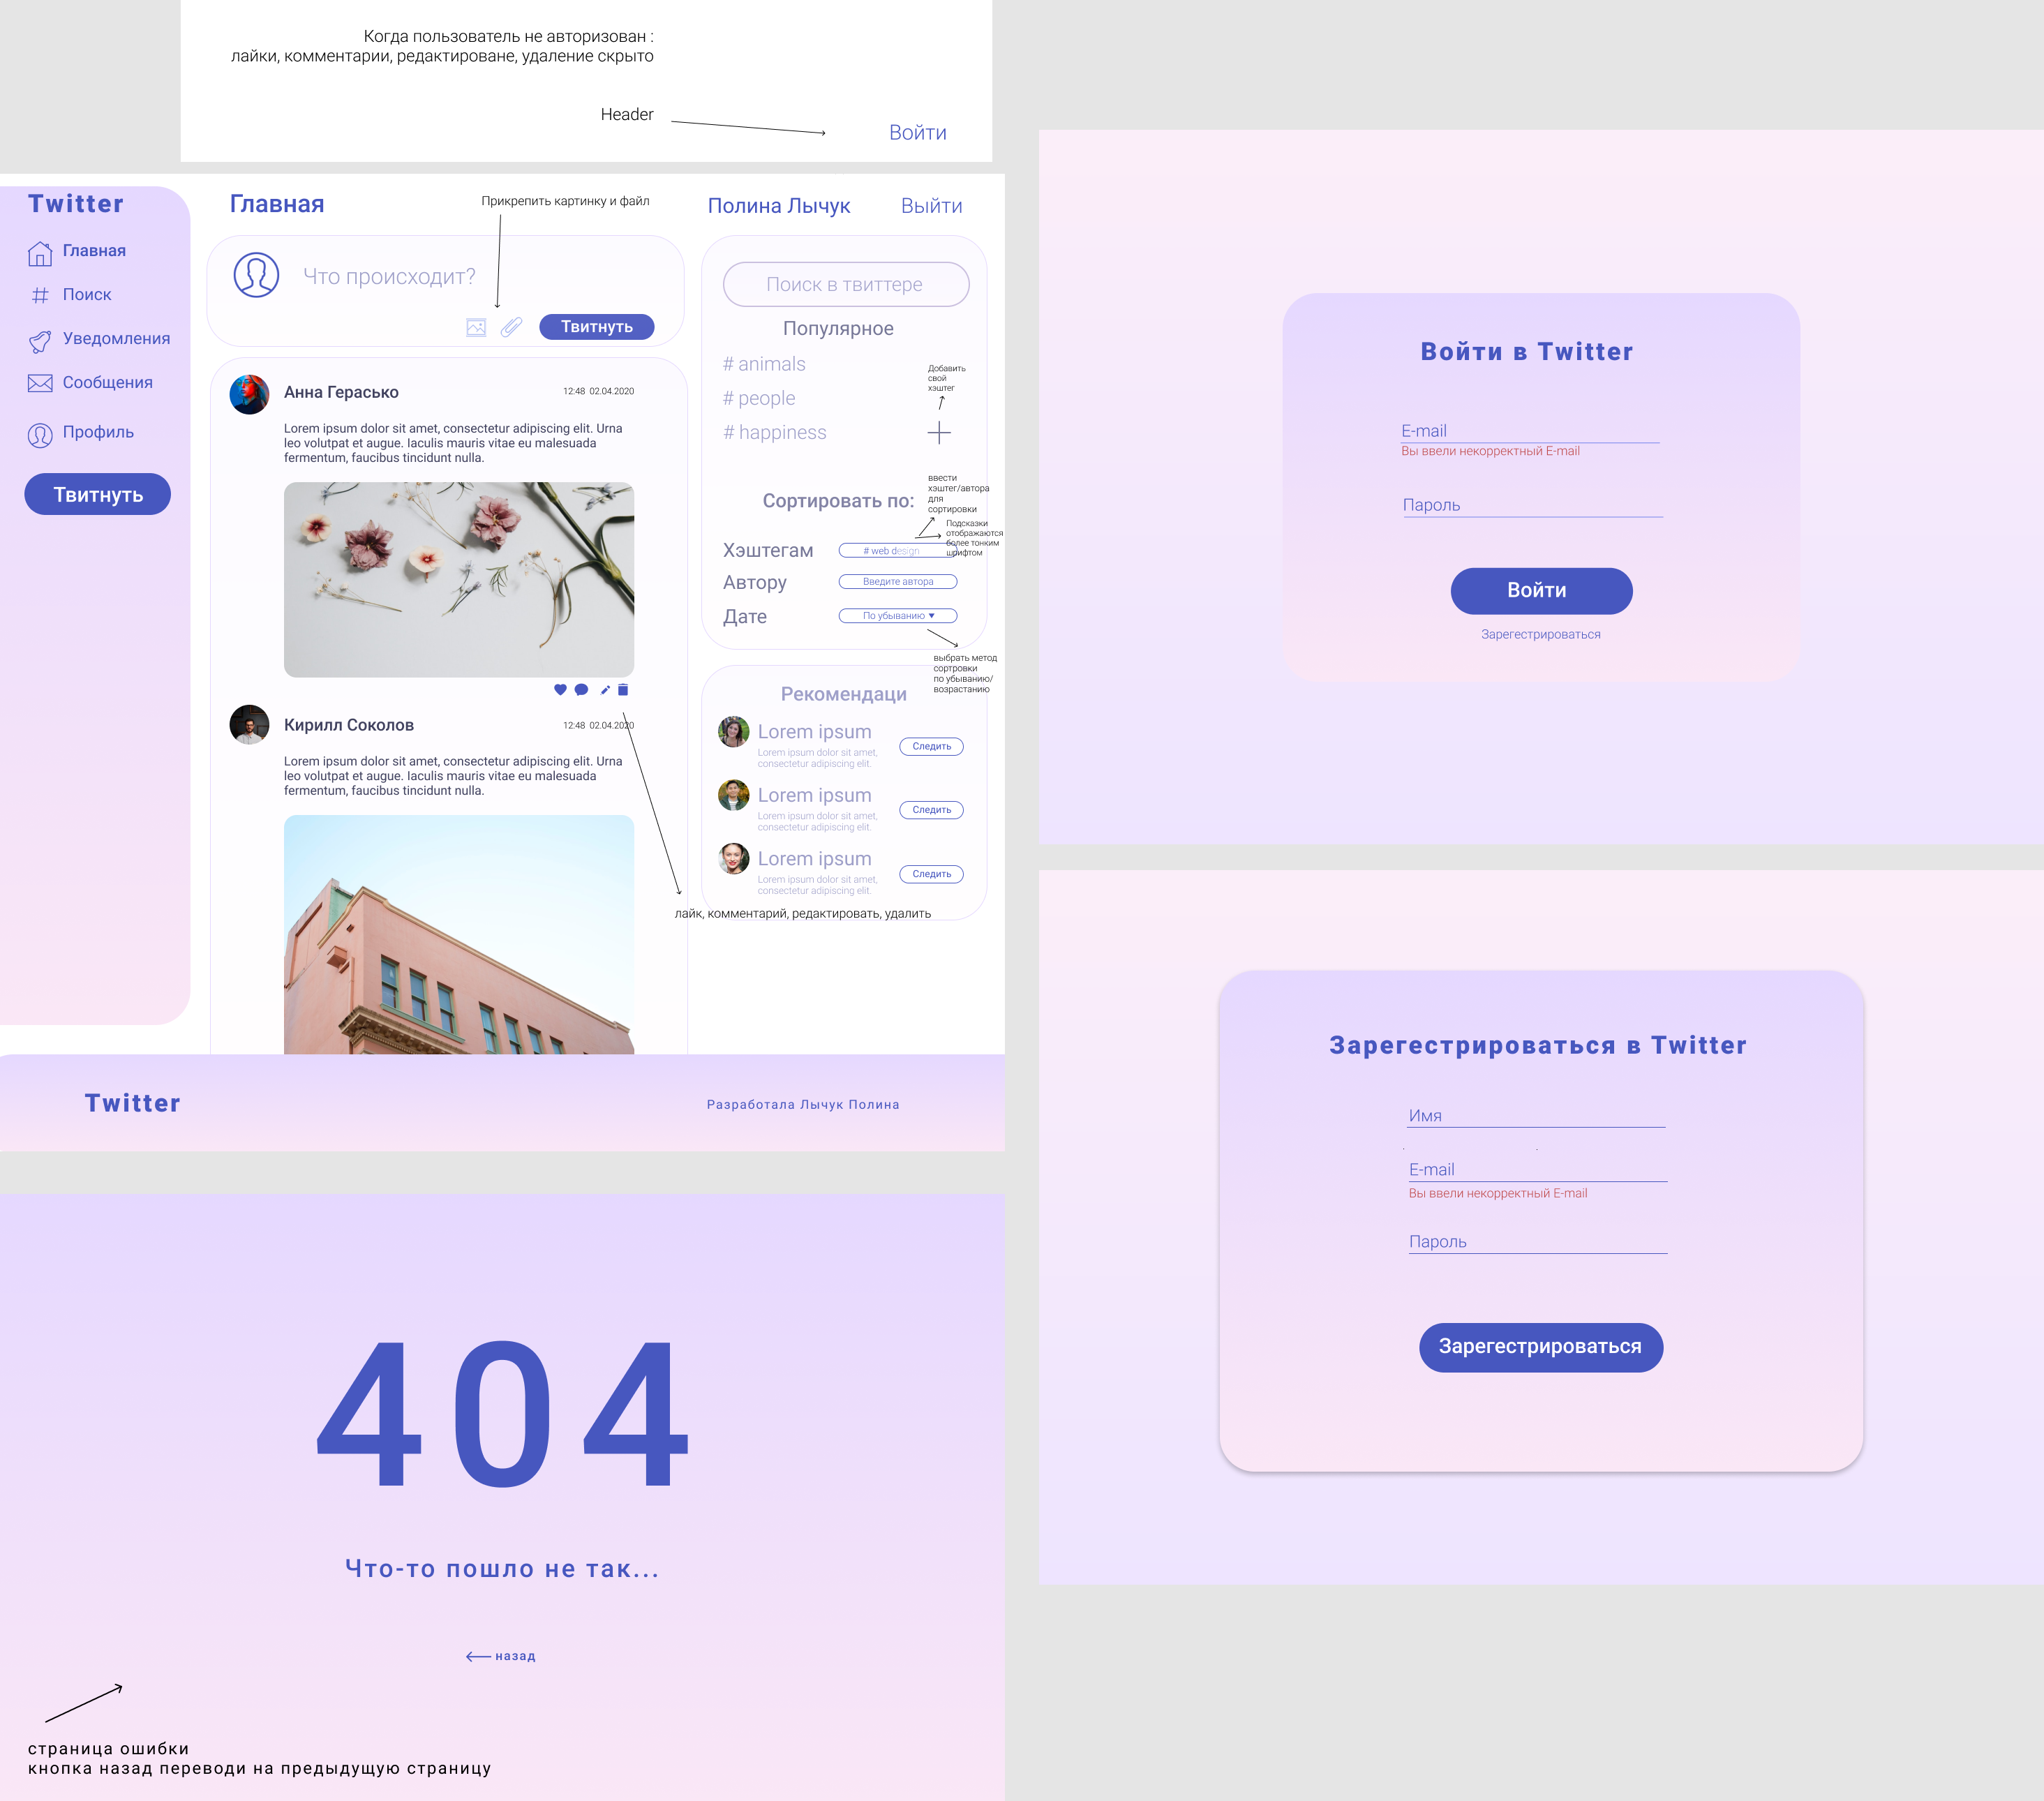 Когда пользователь не авторизован :
лайки, комментарии, редактироване, удаление скрыто
Header
Войти
Twitter
Главная
Поиск
Уведомления
Сообщения
Профиль
Твитнуть
Главная
Прикрепить картинку и файл
Полина Лычук
Выйти
Что происходит?
Твитнуть
Анна Герасько
12:48 02.04.2020
Lorem ipsum dolor sit amet, consectetur adipiscing elit. Urna
leo volutpat et augue. Iaculis mauris vitae eu malesuada
fermentum, faucibus tincidunt nulla.
Кирилл Соколов
12:48 02.04.2020
Lorem ipsum dolor sit amet, consectetur adipiscing elit. Urna
leo volutpat et augue. Iaculis mauris vitae eu malesuada
fermentum, faucibus tincidunt nulla.
Поиск в твиттере
Популярное
# animals
# people
# happiness
Добавить
свой
хэштег
Сортировать по:
ввести
хэштег/автора
для
сортировки
Подсказки
отображаются
более тонким
шрифтом
Хэштегам
# web design
Автору
Введите автора
Дате
По убыванию
выбрать метод
сортровки
по убыванию/
возрастанию
Рекомендаци
Lorem ipsum
Lorem ipsum dolor sit amet,
consectetur adipiscing elit.
Следить
Lorem ipsum
Lorem ipsum dolor sit amet,
consectetur adipiscing elit.
Следить
Lorem ipsum
Lorem ipsum dolor sit amet,
consectetur adipiscing elit.
Следить
лайк, комментарий, редактировать, удалить
Twitter
Разработала Лычук Полина
404
Что-то пошло не так...
назад
страница ошибки
кнопка назад переводи на предыдущую страницу
Войти в Twitter
E-mail
Вы ввели некорректный E-mail
Пароль
Войти
Зарегестрироваться
Зарегестрироваться в Twitter
Имя
E-mail
Вы ввели некорректный E-mail
Пароль
Зарегестрироваться